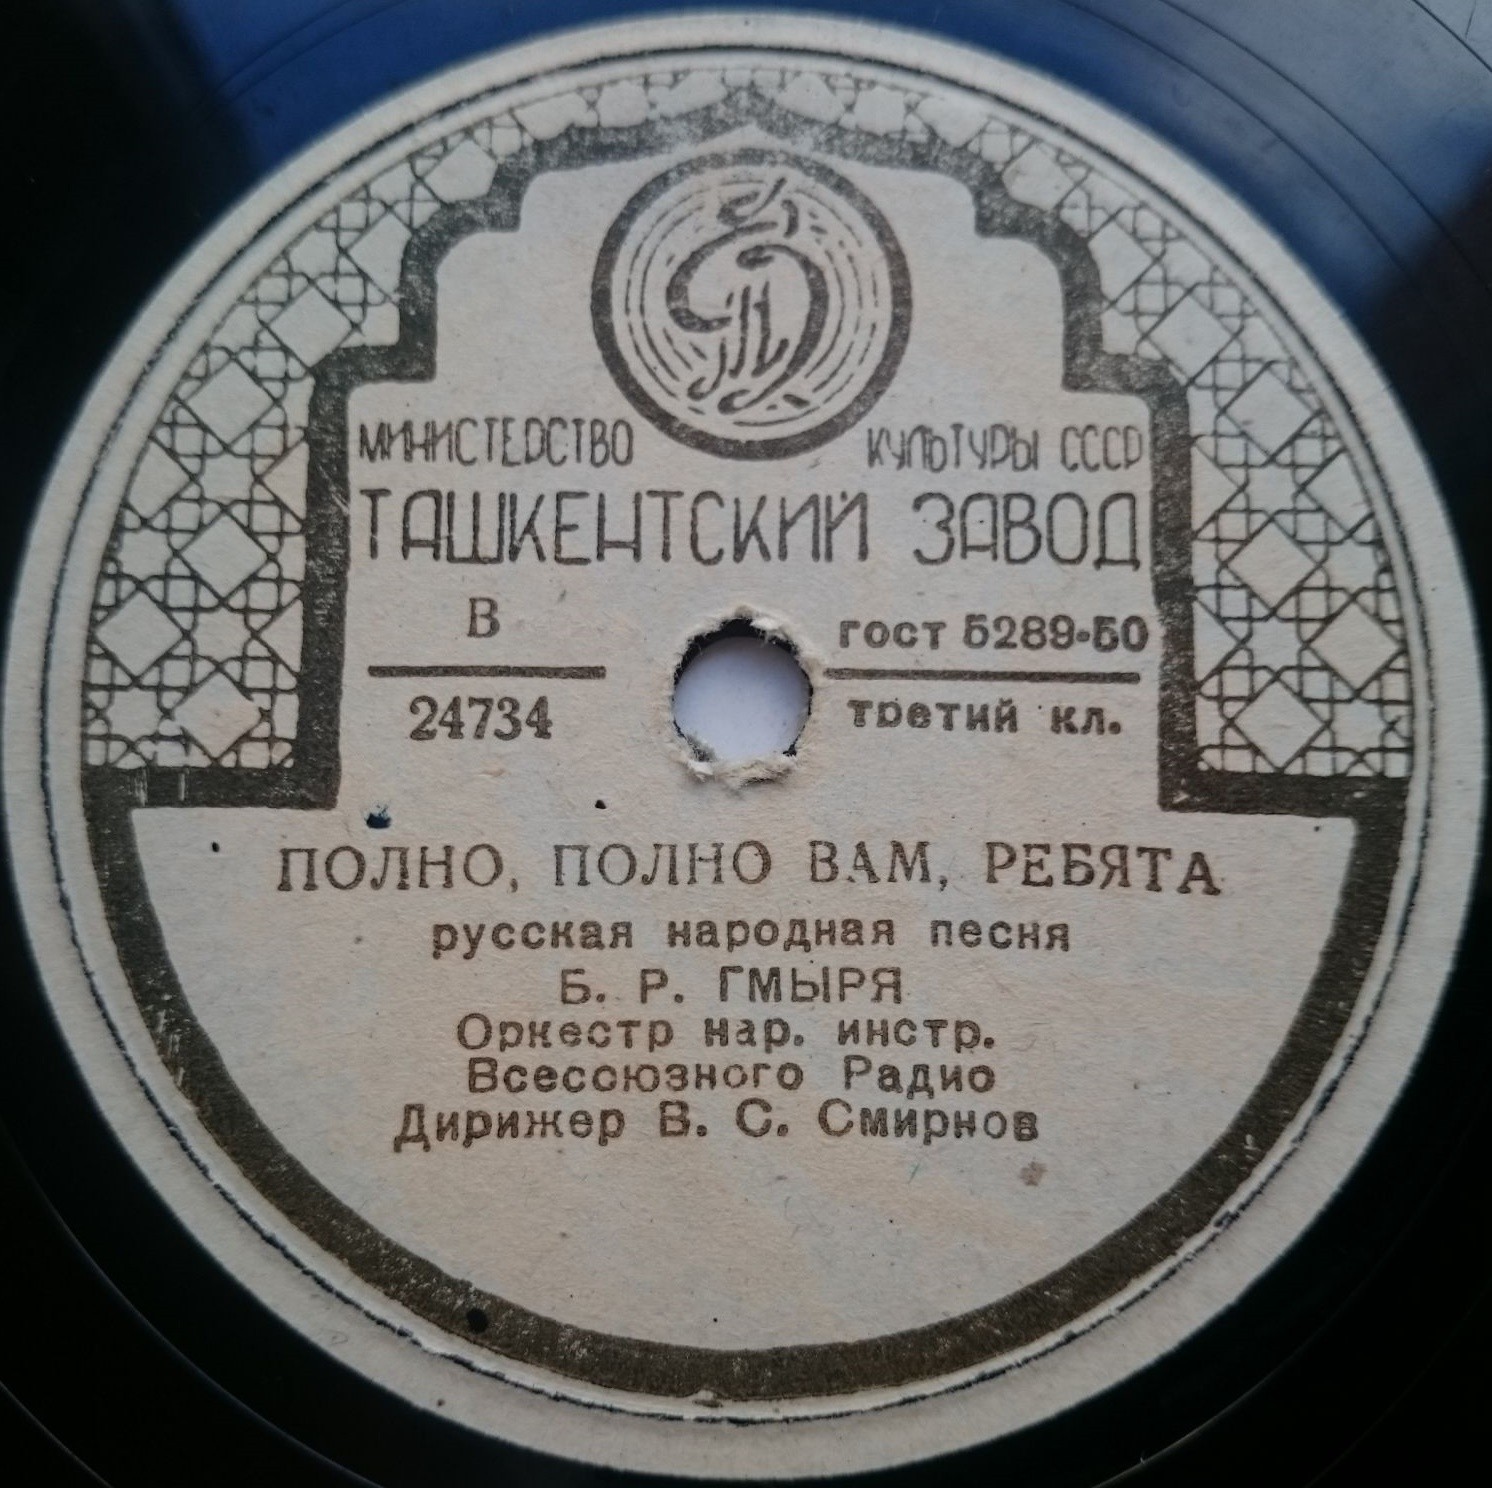 МИНИСТЕРСТВО КУЛЬТУРЫ СССР
ТАШКЕНТСКИЙ ЗАВОД
В
24734
ГОСТ 5289-50
третий кл.
ПОЛНО, ПОЛНО ВАМ, РЕБЯТА
русская народная песня
Б. Р. ГМЫРЯ
Оркестр нар. инстр.
Всесоюзного Радио
Дирижер В. С. Смирнов